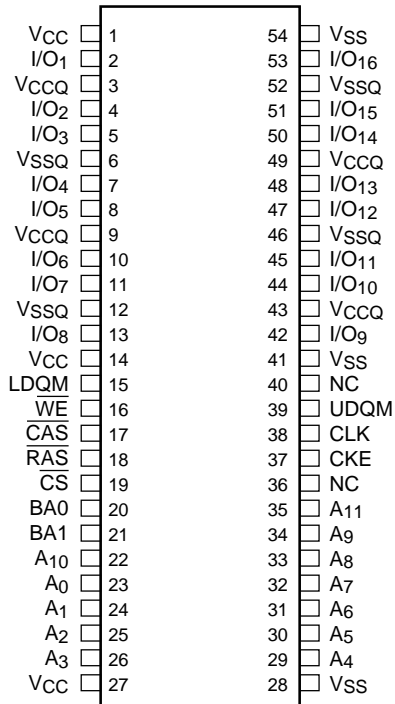 VCC 1 54 VSS
I/O1 2 53 I/O16
VCCQ 3 52 VSSQ
I/O2 4 51 I/O15
I/O3 5 50 I/O14
VSSQ 6 49 VCCQ
I/O4 7 48 I/O13
I/O5 8 47 I/O12
VCCQ 9 46 VSSQ
I/O6 10 45 I/O11
I/O7 11 44 I/O10
VSSQ 12 43 VCCQ
I/O8 13 42 I/O9
VCC 14 41 VSS
LDQM 15 40 NC
WE 16 39 UDQM
CAS 17 38 CLK
RAS 18 37 CKE
CS 19 36 NC
BA0 20 35 A11
BA1 21 34 A9
A10 22 33 A8
A0 23 32 A7
A1 24 31 A6
A2 25 30 A5
A3 26 29 A4
VCC 27 28 VSS